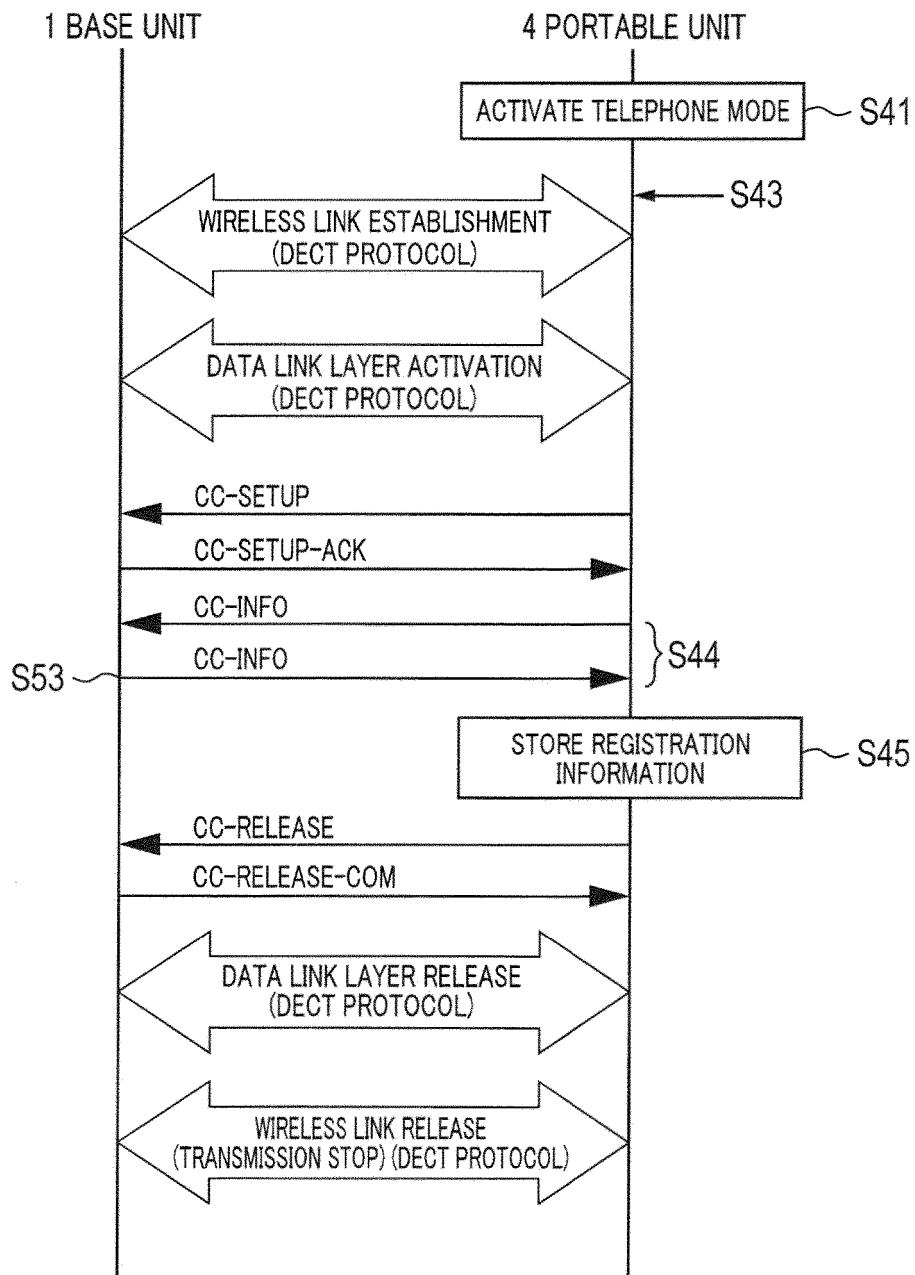 1 BASE UNIT
4 PORTABLE UNIT
ACTIVATE TELEPHONE MODE
S41
S43
WIRELESS LINK ESTABLISHMENT
(DECT PROTOCOL)
DATA LINK LAYER ACTIVATION
(DECT PROTOCOL)
CC-SETUP
CC-SETUP-ACK
CC-INFO
CC-INFO
S44
S53
STORE REGISTRATION
INFORMATION
S45
CC-RELEASE
CC-RELEASE-COM
DATA LINK LAYER RELEASE
(DECT PROTOCOL)
WIRELESS LINK RELEASE
(TRANSMISSION STOP) (DECT PROTOCOL)